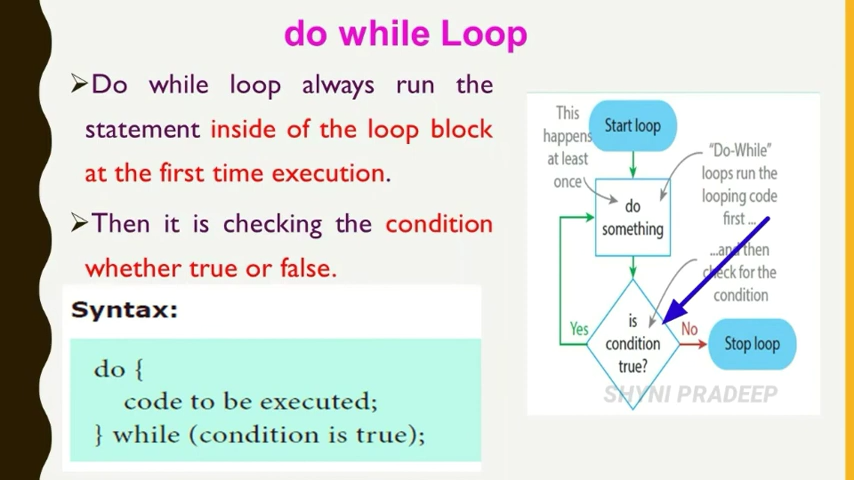 do while Loop
➢Do while loop always run the
statement inside of the loop block
at the first time execution.
➢Then it is checking the condition
whether true or false.
Syntax:
do {
code to be executed;
} while (condition is true);
This
happens
at least
once
Start loop
"Do-While"
loops run the
looping code
first ...
do
something
...and then
check for the
condition
is
condition
true?
Yes
No
Stop loop
SHYNI PRADEEP